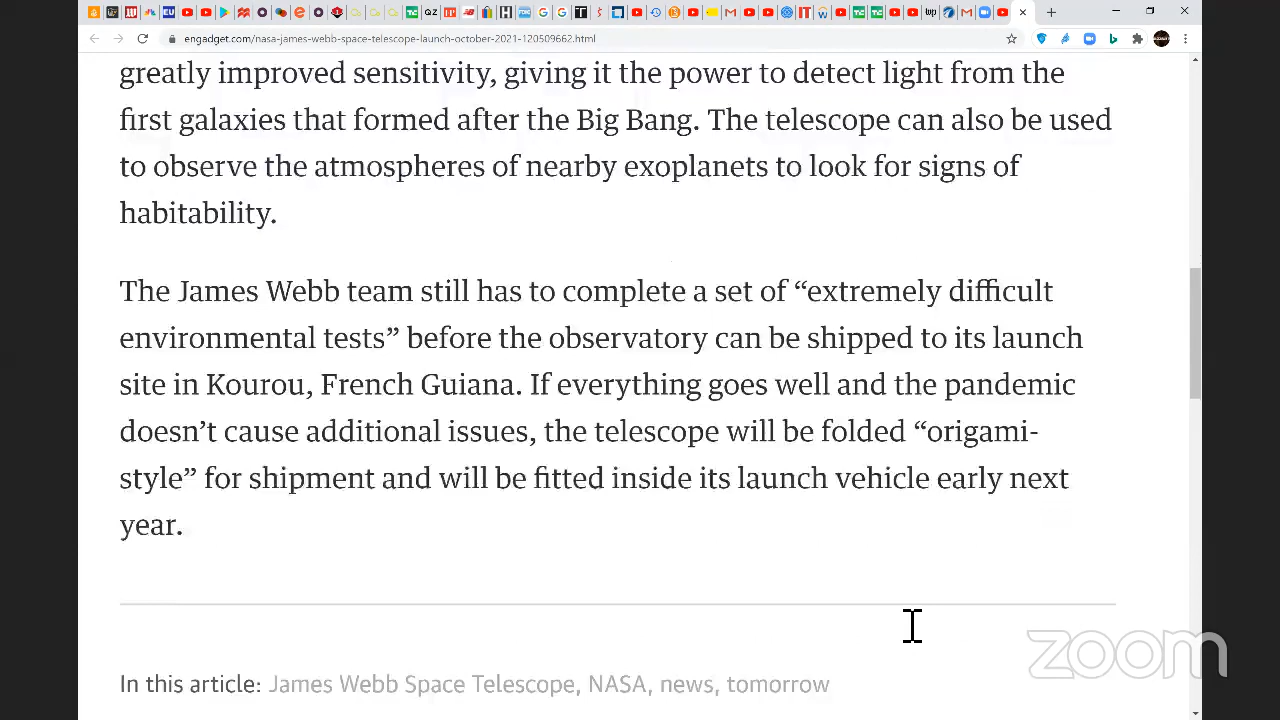 engadget.com/nasa-james-webb-space-telescope-launch-october-2021-120509662.html
greatly improved sensitivity, giving it the power to detect light from the
first galaxies that formed after the Big Bang. The telescope can also be used
to observe the atmospheres of nearby exoplanets to look for signs of
habitability.
The James Webb team still has to complete a set of “extremely difficult
environmental tests” before the observatory can be shipped to its launch
site in Kourou, French Guiana. If everything goes well and the pandemic
doesn’t cause additional issues, the telescope will be folded “origami-
style” for shipment and will be fitted inside its launch vehicle early next
year.
In this article: James Webb Space Telescope, NASA, news, tomorrow
zoom